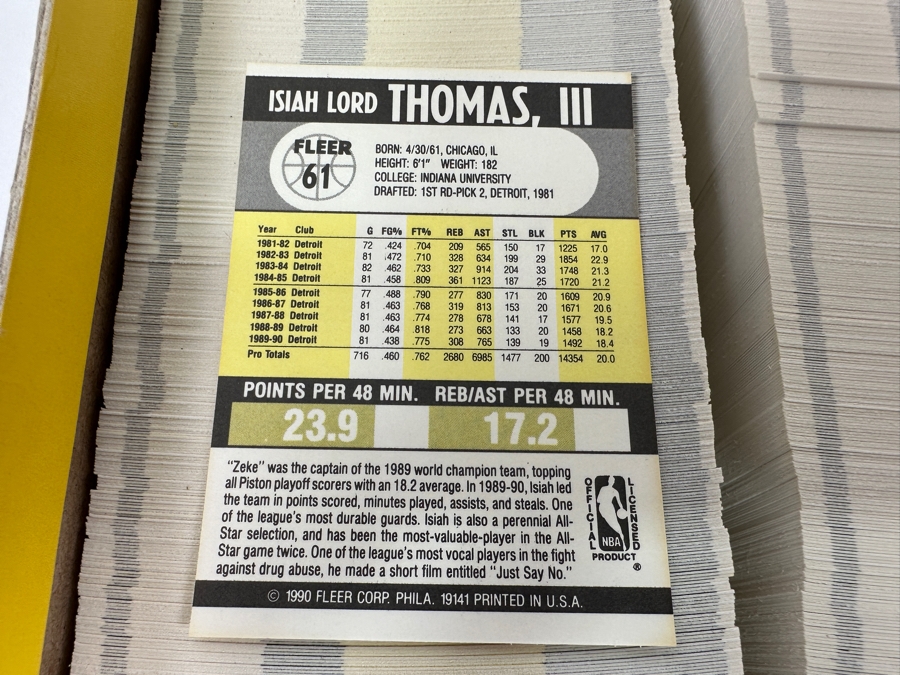 ISIAH LORD THOMAS, III
FLEER
61
BORN: 4/30/61, CHICAGO, IL
HEIGHT: 6'1" WEIGHT: 182
COLLEGE: INDIANA UNIVERSITY
DRAFTED: 1ST RD-PICK 2, DETROIT, 1981
Year Club G FG% FT% REB AST STL BLK PTS AVG
1981-82 Detroit 72 .424 .704 209 565 150 17 1225 17.0
1982-83 Detroit 81 .472 .710 328 634 199 29 1854 22.9
1983-84 Detroit 82 .462 .733 327 914 204 33 1748 21.3
1984-85 Detroit 81 .458 .809 361 1123 187 25 1720 21.2
1985-86 Detroit 77 .488 .790 277 830 171 20 1609 20.9
1986-87 Detroit 81 .463 .768 319 813 153 20 1671 20.6
1987-88 Detroit 81 .463 .774 278 678 141 17 1577 19.5
1988-89 Detroit 80 .464 .818 273 663 133 20 1458 18.2
1989-90 Detroit 81 .438 .775 308 765 139 19 1492 18.4
Pro Totals 716 .460 .762 2680 6985 1477 200 14354 20.0
POINTS PER 48 MIN. REB/AST PER 48 MIN.
23.9 17.2
"Zeke" was the captain of the 1989 world champion team, topping
all Piston playoff scorers with an 18.2 average. In 1989-90, Isiah led
the team in points scored, minutes played, assists, and steals. One
of the league's most durable guards. Isiah is also a perennial All-
Star selection, and has been the most-valuable-player in the All-
Star game twice. One of the league's most vocal players in the fight
against drug abuse, he made a short film entitled "Just Say No."
OFFICIAL LICENSED
NBA
PRODUCT
®
© 1990 FLEER CORP. PHILA. 19141 PRINTED IN U.S.A.